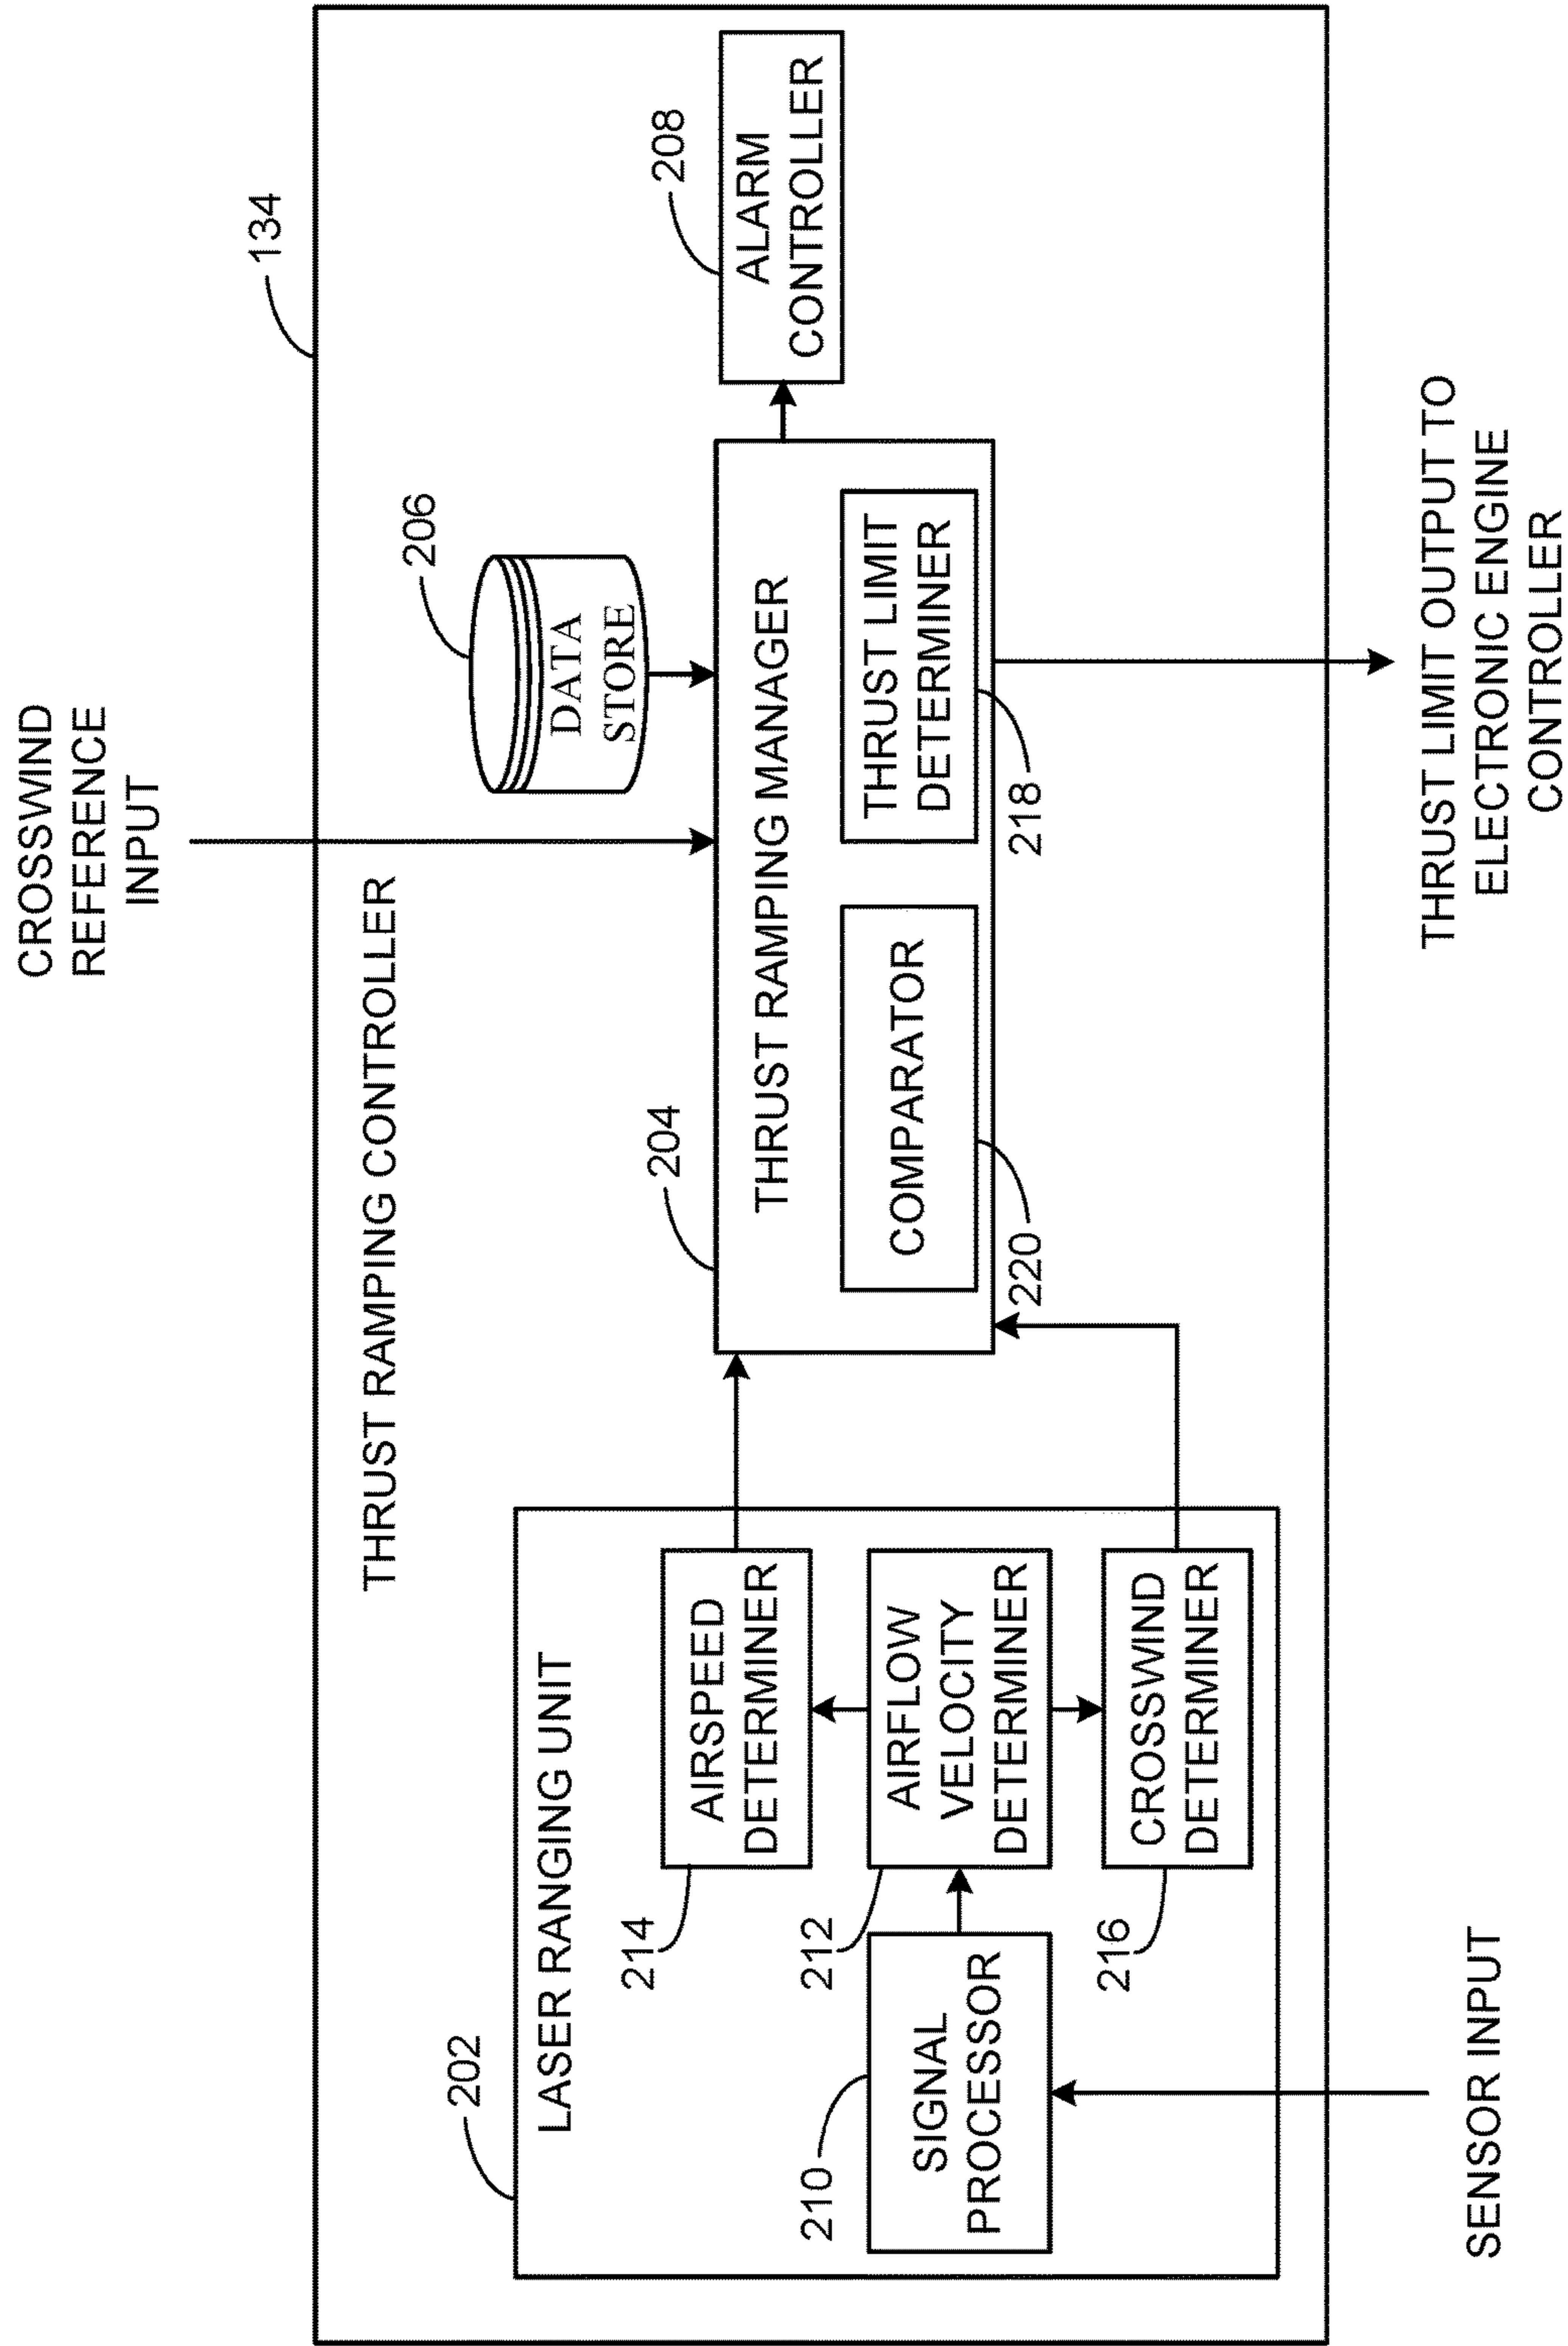 CROSSWIND
REFERENCE
INPUT
134
THRUST RAMPING CONTROLLER
206
DATA
STORE
208
ALARM
CONTROLLER
204
THRUST RAMPING MANAGER
COMPARATOR
220
THRUST LIMIT
DETERMINER
218
202
LASER RANGING UNIT
214
AIRSPEED
DETERMINER
212
AIRFLOW
VELOCITY
DETERMINER
210
SIGNAL
PROCESSOR
216
CROSSWIND
DETERMINER
SENSOR INPUT
THRUST LIMIT OUTPUT TO
ELECTRONIC ENGINE
CONTROLLER